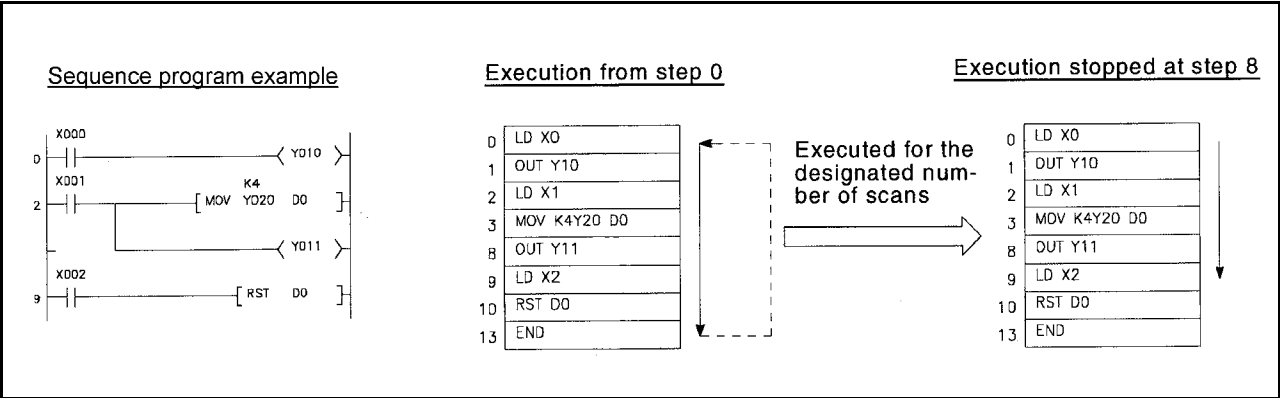 Sequence program example
X000
0
Y010
X001
2
K4
MOV Y020 D0
Y011
X002
9
RST D0
Execution from step 0
0 LD X0
1 OUT Y10
2 LD X1
3 MOV K4Y20 D0
8 OUT Y11
9 LD X2
10 RST D0
13 END
Executed for the
designated num-
ber of scans
Execution stopped at step 8
0 LD X0
1 OUT Y10
2 LD X1
3 MOV K4Y20 D0
8 OUT Y11
9 LD X2
10 RST D0
13 END